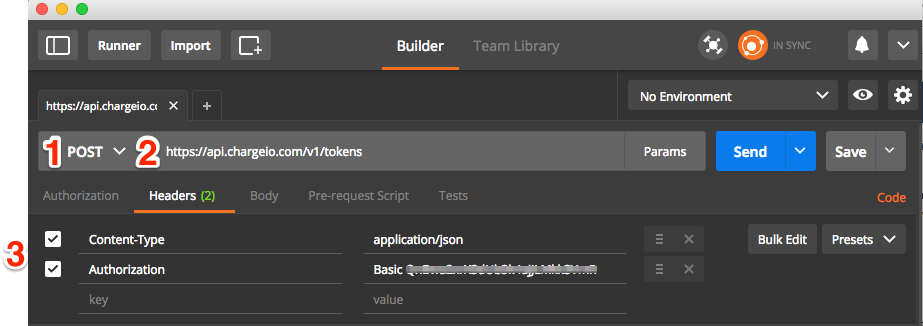 Runner Import Builder Team Library IN SYNC
https://api.chargeio.cc No Environment
1 POST 2 https://api.chargeio.com/v1/tokens Params Send Save
Authorization Headers (2) Body Pre-request Script Tests Code
3 Content-Type application/json Bulk Edit Presets
Authorization Basic
key value